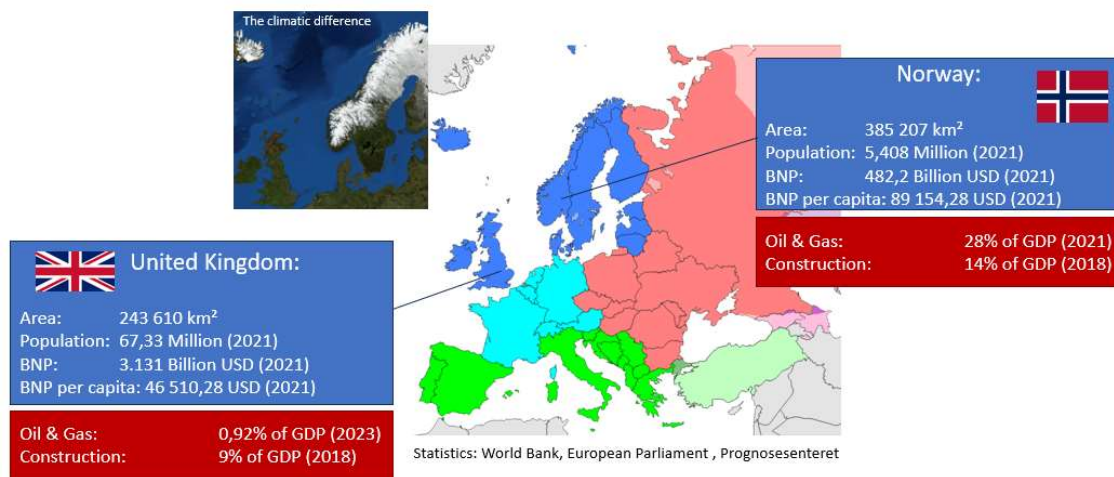 The climatic difference
Norway:
Area: 385 207 km²
Population: 5,408 Million (2021)
BNP: 482,2 Billion USD (2021)
BNP per capita: 89 154,28 USD (2021)
Oil & Gas: 28% of GDP (2021)
Construction: 14% of GDP (2018)
United Kingdom:
Area: 243 610 km²
Population: 67,33 Million (2021)
BNP: 3.131 Billion USD (2021)
BNP per capita: 46 510,28 USD (2021)
Oil & Gas: 0,92% of GDP (2023)
Construction: 9% of GDP (2018)
Statistics: World Bank, European Parliament , Prognosesenteret